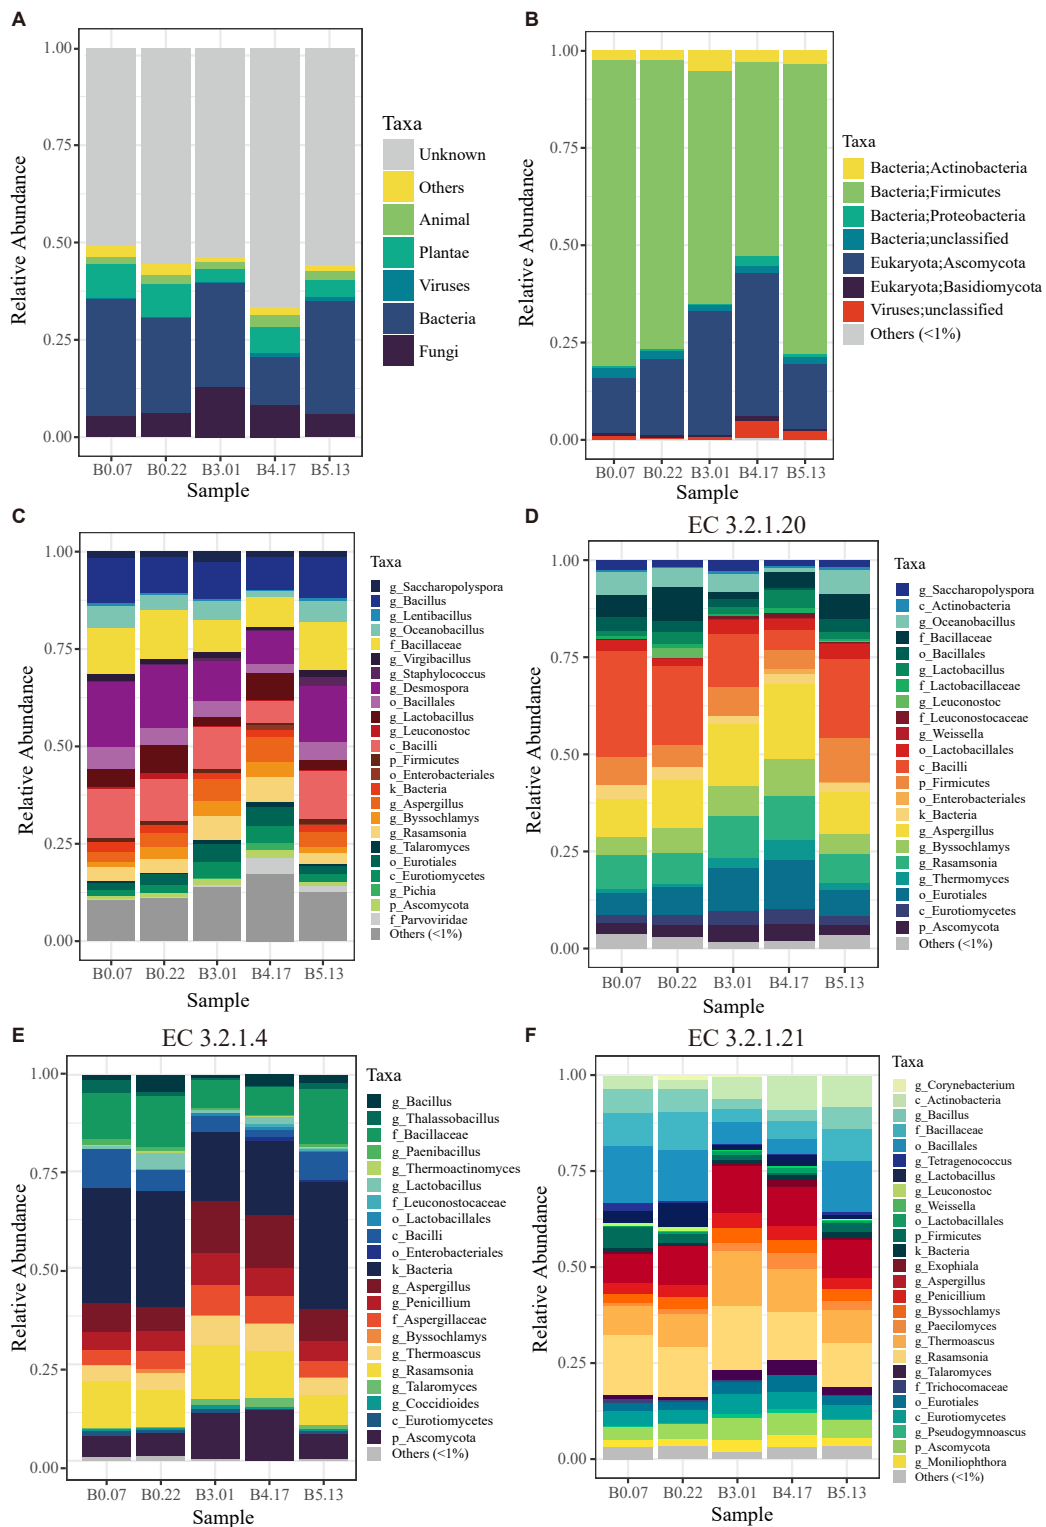 A
1.00
0.75
0.50
0.25
0.00
Relative Abundance
B0.07 B0.22 B3.01 B4.17 B5.13
Sample
Taxa
Unknown
Others
Animal
Plantae
Viruses
Bacteria
Fungi
B
1.00
0.75
0.50
0.25
0.00
Relative Abundance
B0.07 B0.22 B3.01 B4.17 B5.13
Sample
Taxa
Bacteria;Actinobacteria
Bacteria;Firmicutes
Bacteria;Proteobacteria
Bacteria;unclassified
Eukaryota;Ascomycota
Eukaryota;Basidiomycota
Viruses;unclassified
Others (<1%)
C
1.00
0.75
0.50
0.25
0.00
Relative Abundance
B0.07 B0.22 B3.01 B4.17 B5.13
Sample
Taxa
g_Saccharopolyspora
g_Bacillus
g_Lentibacillus
g_Oceanobacillus
f_Bacillaceae
g_Virgibacillus
g_Staphylococcus
g_Desmospora
o_Bacillales
g_Lactobacillus
g_Leuconostoc
c_Bacilli
p_Firmicutes
o_Enterobacteriales
k_Bacteria
g_Aspergillus
g_Byssochlamys
g_Rasamsonia
g_Talaromyces
o_Eurotiales
c_Eurotiomycetes
g_Pichia
p_Ascomycota
f_Parvoviridae
Others (<1%)
D
EC 3.2.1.20
1.00
0.75
0.50
0.25
0.00
Relative Abundance
B0.07 B0.22 B3.01 B4.17 B5.13
Sample
Taxa
g_Saccharopolyspora
c_Actinobacteria
g_Oceanobacillus
f_Bacillaceae
o_Bacillales
g_Lactobacillus
f_Lactobacillaceae
g_Leuconostoc
f_Leuconostocaceae
g_Weissella
o_Lactobacillales
c_Bacilli
p_Firmicutes
o_Enterobacteriales
k_Bacteria
g_Aspergillus
g_Byssochlamys
g_Rasamsonia
g_Thermomyces
o_Eurotiales
c_Eurotiomycetes
p_Ascomycota
Others (<1%)
E
EC 3.2.1.4
1.00
0.75
0.50
0.25
0.00
Relative Abundance
B0.07 B0.22 B3.01 B4.17 B5.13
Sample
Taxa
g_Bacillus
g_Thalassobacillus
f_Bacillaceae
g_Paenibacillus
g_Thermoactinomyces
g_Lactobacillus
f_Leuconostocaceae
o_Lactobacillales
c_Bacilli
o_Enterobacteriales
k_Bacteria
g_Aspergillus
g_Penicillium
f_Aspergillaceae
g_Byssochlamys
g_Thermoascus
g_Rasamsonia
g_Talaromyces
g_Coccidioides
c_Eurotiomycetes
p_Ascomycota
Others (<1%)
F
EC 3.2.1.21
1.00
0.75
0.50
0.25
0.00
Relative Abundance
B0.07 B0.22 B3.01 B4.17 B5.13
Sample
Taxa
g_Corynebacterium
c_Actinobacteria
g_Bacillus
f_Bacillaceae
o_Bacillales
g_Tetragenococcus
g_Lactobacillus
g_Leuconostoc
g_Weissella
o_Lactobacillales
p_Firmicutes
k_Bacteria
g_Exophiala
g_Aspergillus
g_Penicillium
g_Byssochlamys
g_Paecilomyces
g_Thermoascus
g_Rasamsonia
g_Talaromyces
f_Trichocomaceae
o_Eurotiales
c_Eurotiomycetes
g_Pseudogymnoascus
p_Ascomycota
g_Moniliophthora
Others (<1%)